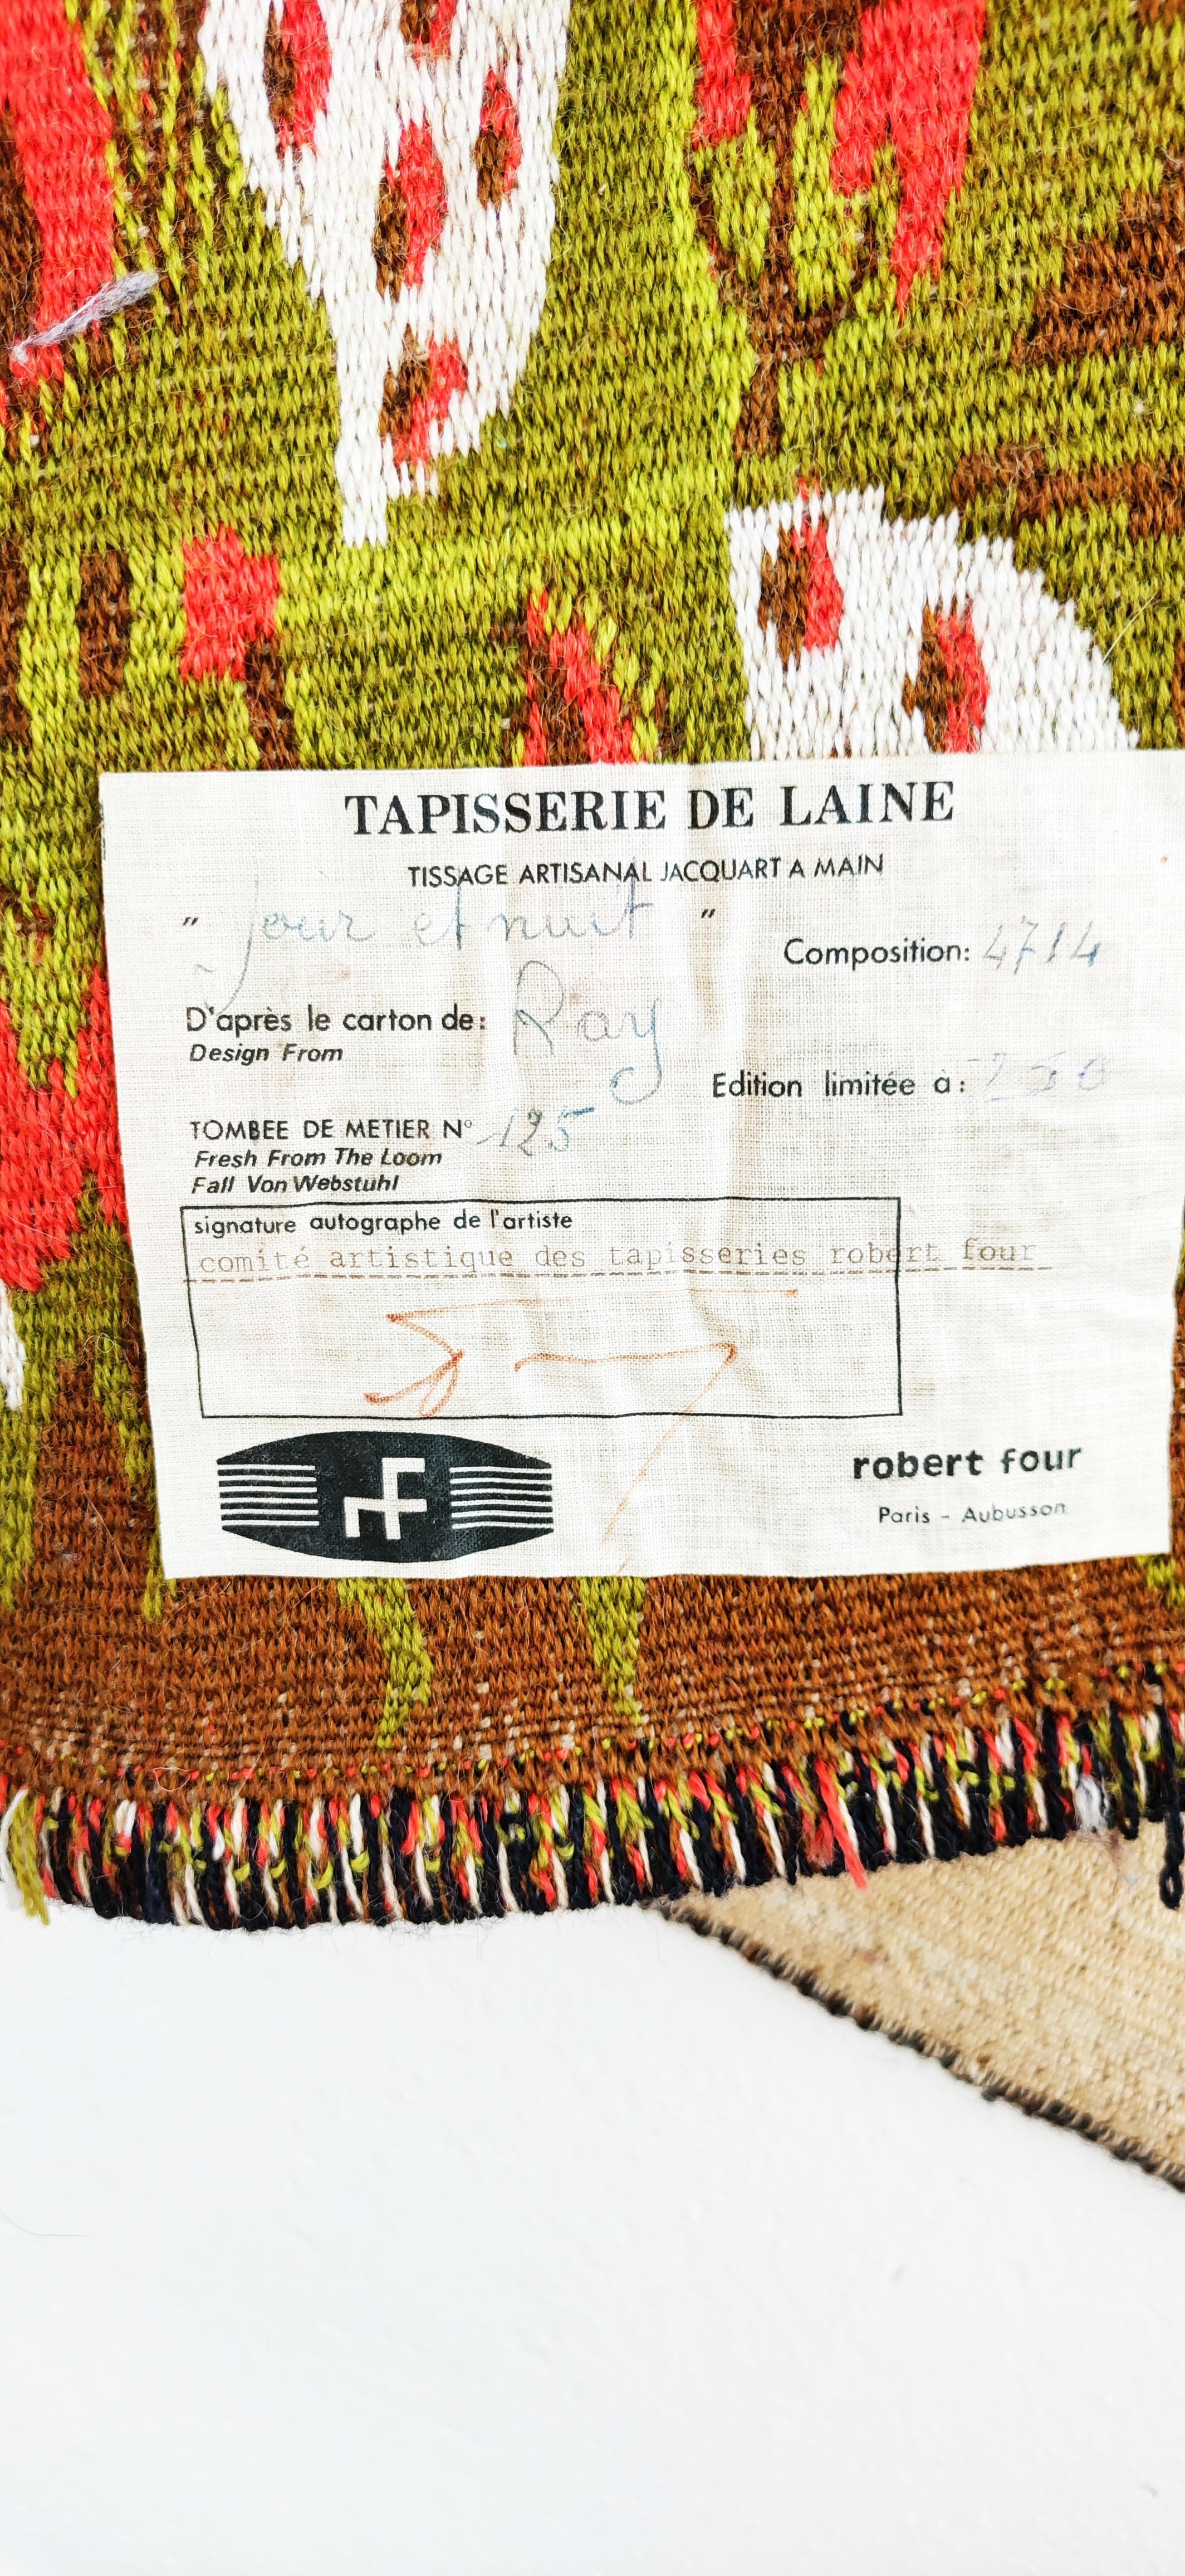 TAPISSERIE DE LAINE
TISSAGE ARTISANAL JACQUART A MAIN
" Jour et nuit "
Composition: 4714
D'après le carton de: Ray
Design From
Edition limitée à: 250
TOMBEE DE METIER N° 125
Fresh From The Loom
Fall Von Webstuhl
signature autographe de l'artiste
comité artistique des tapisseries robert four
robert four
Paris - Aubusson